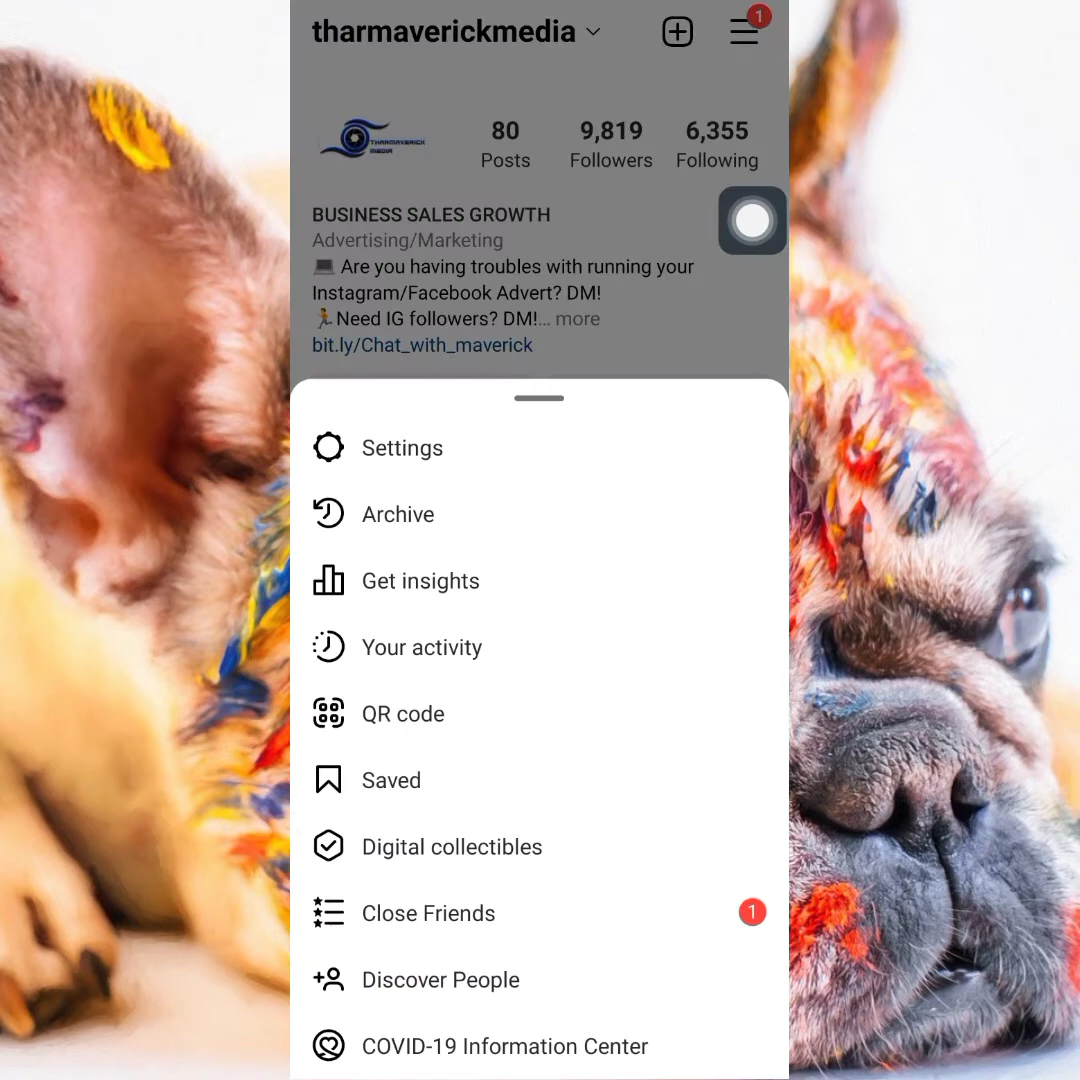 tharmaverickmedia
1
THARMAVERICK
MEDIA
80
Posts
9,819
Followers
6,355
Following
BUSINESS SALES GROWTH
Advertising/Marketing
💻 Are you having troubles with running your
Instagram/Facebook Advert? DM!
🏃Need IG followers? DM!... more
bit.ly/Chat_with_maverick
Settings
Archive
Get insights
Your activity
QR code
Saved
Digital collectibles
Close Friends 1
Discover People
COVID-19 Information Center